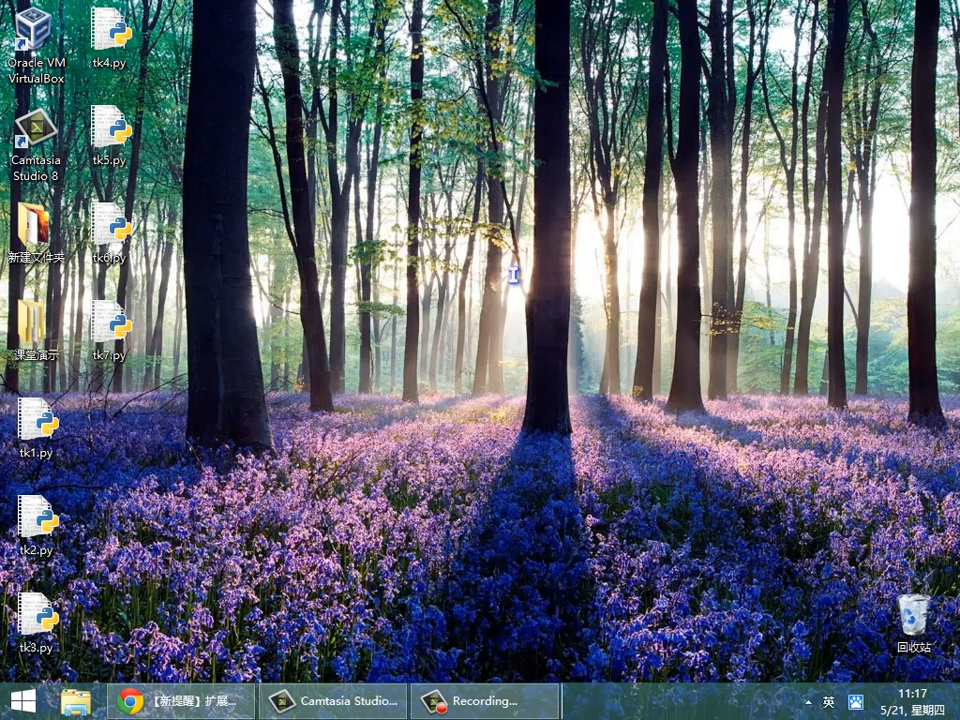 Oracle VM
VirtualBox
Camtasia
Studio 8
新建文件夹
课堂演示
tk1.py
tk2.py
tk3.py
tk4.py
tk5.py
tk6.py
tk7.py
回收站
【新提醒】扩展...
Camtasia Studio...
Recording...
英
11:17
5/21, 星期四